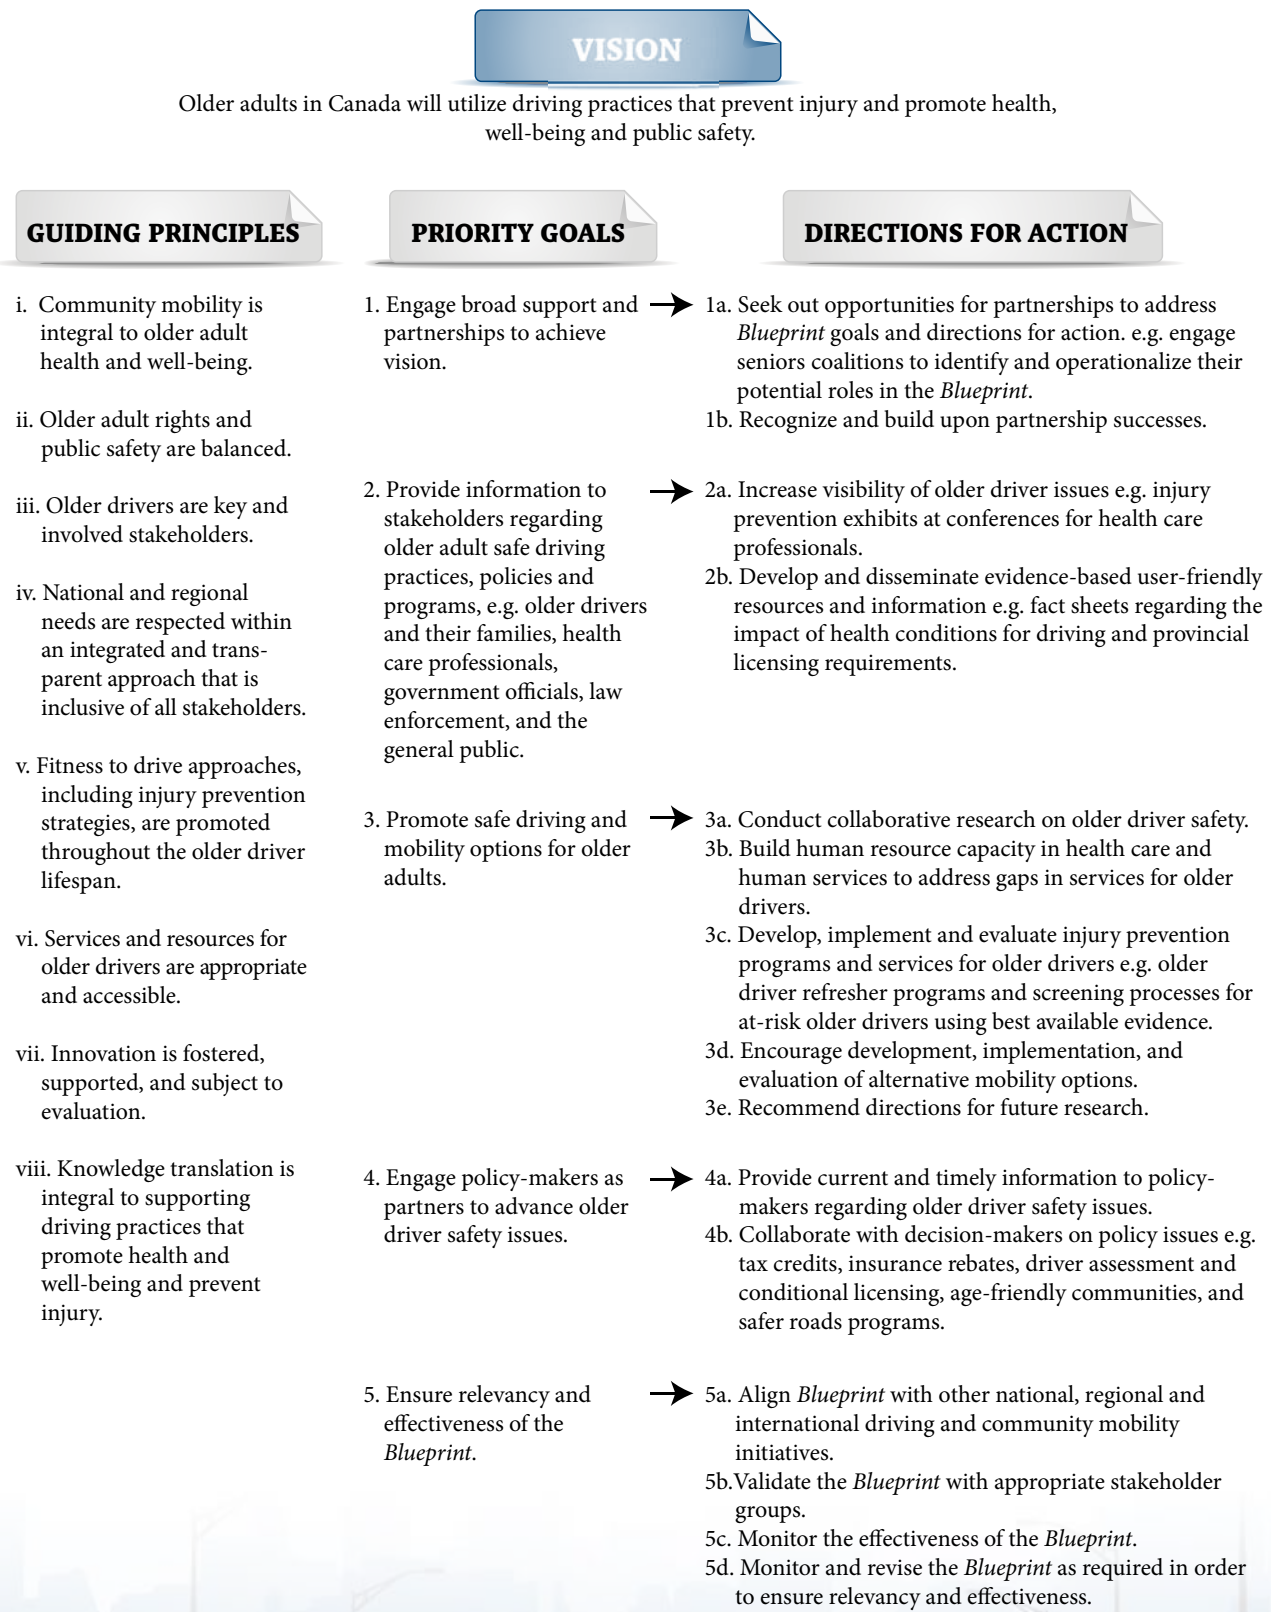 VISION
Older adults in Canada will utilize driving practices that prevent injury and promote health,
well-being and public safety.
GUIDING PRINCIPLES
i. Community mobility is
integral to older adult
health and well-being.
ii. Older adult rights and
public safety are balanced.
iii. Older drivers are key and
involved stakeholders.
iv. National and regional
needs are respected within
an integrated and trans-
parent approach that is
inclusive of all stakeholders.
v. Fitness to drive approaches,
including injury prevention
strategies, are promoted
throughout the older driver
lifespan.
vi. Services and resources for
older drivers are appropriate
and accessible.
vii. Innovation is fostered,
supported, and subject to
evaluation.
viii. Knowledge translation is
integral to supporting
driving practices that
promote health and
well-being and prevent
injury.
PRIORITY GOALS
1. Engage broad support and
partnerships to achieve
vision.
2. Provide information to
stakeholders regarding
older adult safe driving
practices, policies and
programs, e.g. older drivers
and their families, health
care professionals,
government officials, law
enforcement, and the
general public.
3. Promote safe driving and
mobility options for older
adults.
4. Engage policy-makers as
partners to advance older
driver safety issues.
5. Ensure relevancy and
effectiveness of the
Blueprint.
DIRECTIONS FOR ACTION
1a. Seek out opportunities for partnerships to address
Blueprint goals and directions for action. e.g. engage
seniors coalitions to identify and operationalize their
potential roles in the Blueprint.
1b. Recognize and build upon partnership successes.
2a. Increase visibility of older driver issues e.g. injury
prevention exhibits at conferences for health care
professionals.
2b. Develop and disseminate evidence-based user-friendly
resources and information e.g. fact sheets regarding the
impact of health conditions for driving and provincial
licensing requirements.
3a. Conduct collaborative research on older driver safety.
3b. Build human resource capacity in health care and
human services to address gaps in services for older
drivers.
3c. Develop, implement and evaluate injury prevention
programs and services for older drivers e.g. older
driver refresher programs and screening processes for
at-risk older drivers using best available evidence.
3d. Encourage development, implementation, and
evaluation of alternative mobility options.
3e. Recommend directions for future research.
4a. Provide current and timely information to policy-
makers regarding older driver safety issues.
4b. Collaborate with decision-makers on policy issues e.g.
tax credits, insurance rebates, driver assessment and
conditional licensing, age-friendly communities, and
safer roads programs.
5a. Align Blueprint with other national, regional and
international driving and community mobility
initiatives.
5b.Validate the Blueprint with appropriate stakeholder
groups.
5c. Monitor the effectiveness of the Blueprint.
5d. Monitor and revise the Blueprint as required in order
to ensure relevancy and effectiveness.